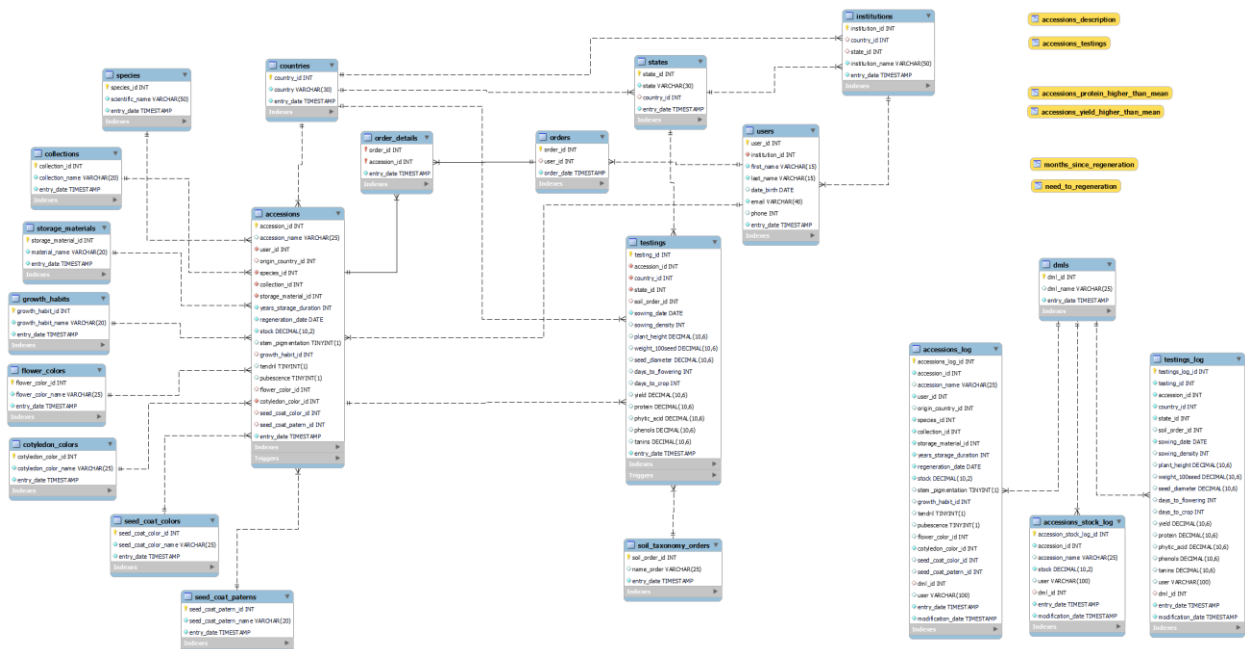 species
species_id INT
scientific_name VARCHAR(50)
entry_date TIMESTAMP
Indexes
collections
collection_id INT
collection_name VARCHAR(20)
entry_date TIMESTAMP
Indexes
storage_materials
storage_material_id INT
material_name VARCHAR(20)
entry_date TIMESTAMP
Indexes
growth_habits
growth_habit_id INT
growth_habit_name VARCHAR(20)
entry_date TIMESTAMP
Indexes
flower_colors
flower_color_id INT
flower_color_name VARCHAR(25)
entry_date TIMESTAMP
Indexes
cotyledon_colors
cotyledon_color_id INT
cotyledon_color_name VARCHAR(25)
entry_date TIMESTAMP
Indexes
seed_coat_colors
seed_coat_color_id INT
seed_coat_color_name VARCHAR(25)
entry_date TIMESTAMP
Indexes
seed_coat_paterns
seed_coat_patern_id INT
seed_coat_patern_name VARCHAR(20)
entry_date TIMESTAMP
Indexes
countries
country_id INT
country VARCHAR(30)
entry_date TIMESTAMP
Indexes
accessions
accession_id INT
accession_name VARCHAR(25)
user_id INT
origin_country_id INT
species_id INT
collection_id INT
storage_material_id INT
years_storage_duration INT
regeneration_date DATE
stock DECIMAL(10,2)
stem_pigmentation TINYINT(1)
growth_habit_id INT
tendril TINYINT(1)
pubescence TINYINT(1)
flower_color_id INT
cotyledon_color_id INT
seed_coat_color_id INT
seed_coat_patern_id INT
entry_date TIMESTAMP
Indexes
Triggers
order_details
order_id INT
accession_id INT
entry_date TIMESTAMP
Indexes
orders
order_id INT
user_id INT
order_date TIMESTAMP
Indexes
states
state_id INT
state VARCHAR(30)
country_id INT
entry_date TIMESTAMP
Indexes
institutions
institution_id INT
country_id INT
state_id INT
institution_name VARCHAR(50)
entry_date TIMESTAMP
Indexes
users
user_id INT
institution_id INT
first_name VARCHAR(15)
last_name VARCHAR(15)
date_birth DATE
email VARCHAR(40)
phone INT
entry_date TIMESTAMP
Indexes
testings
testing_id INT
accession_id INT
country_id INT
state_id INT
soil_order_id INT
sowing_date DATE
sowing_density INT
plant_height DECIMAL(10,6)
weight_100seed DECIMAL(10,6)
seed_diameter DECIMAL(10,6)
days_to_flowering INT
days_to_crop INT
yield DECIMAL(10,6)
protein DECIMAL(10,6)
phytic_acid DECIMAL(10,6)
phenols DECIMAL(10,6)
tanins DECIMAL(10,6)
entry_date TIMESTAMP
Indexes
Triggers
soil_taxonomy_orders
soil_order_id INT
name_order VARCHAR(25)
entry_date TIMESTAMP
Indexes
accessions_description
accessions_testings
accessions_protein_higher_than_mean
accessions_yield_higher_than_mean
months_since_regeneration
need_to_regeneration
dmls
dml_id INT
dml_name VARCHAR(25)
entry_date TIMESTAMP
Indexes
accessions_log
accessions_log_id INT
accession_id INT
accession_name VARCHAR(25)
user_id INT
origin_country_id INT
species_id INT
collection_id INT
storage_material_id INT
years_storage_duration INT
regeneration_date DATE
stock DECIMAL(10,2)
stem_pigmentation TINYINT(1)
growth_habit_id INT
tendril TINYINT(1)
pubescence TINYINT(1)
flower_color_id INT
cotyledon_color_id INT
seed_coat_color_id INT
seed_coat_patern_id INT
dml_id INT
user VARCHAR(100)
entry_date TIMESTAMP
modification_date TIMESTAMP
Indexes
accessions_stock_log
accession_stock_log_id INT
accession_id INT
accession_name VARCHAR(25)
stock DECIMAL(10,2)
user VARCHAR(100)
dml_id INT
entry_date TIMESTAMP
modification_date TIMESTAMP
Indexes
testings_log
testings_log_id INT
testing_id INT
accession_id INT
country_id INT
state_id INT
soil_order_id INT
sowing_date DATE
sowing_density INT
plant_height DECIMAL(10,6)
weight_100seed DECIMAL(10,6)
seed_diameter DECIMAL(10,6)
days_to_flowering INT
days_to_crop INT
yield DECIMAL(10,6)
protein DECIMAL(10,6)
phytic_acid DECIMAL(10,6)
phenols DECIMAL(10,6)
tanins DECIMAL(10,6)
user VARCHAR(100)
dml_id INT
entry_date TIMESTAMP
modification_date TIMESTAMP
Indexes